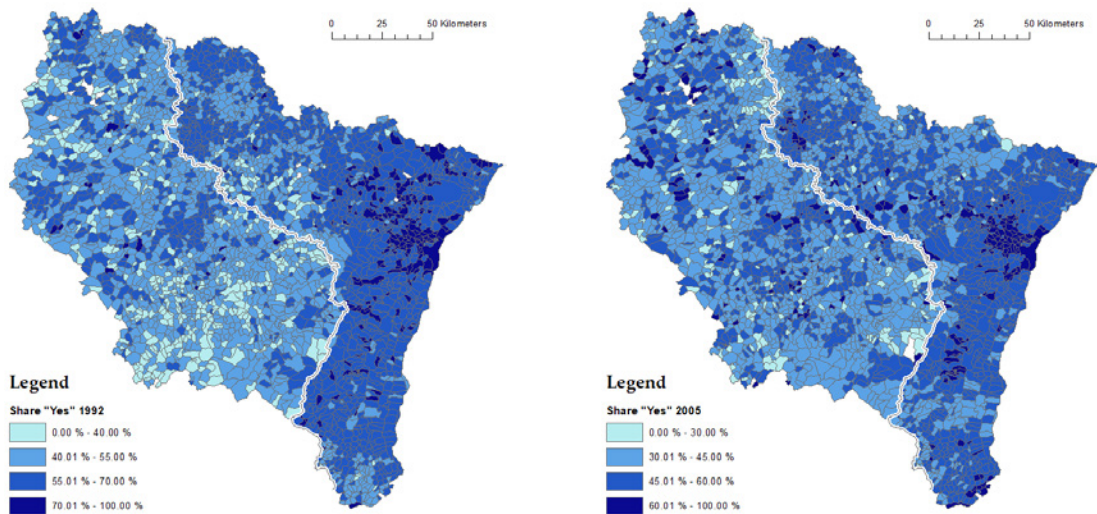 0 25 50 Kilometers
Legend
Share "Yes" 1992
0.00 % - 40.00 %
40.01 % - 55.00 %
55.01 % - 70.00 %
70.01 % - 100.00 %
0 25 50 Kilometers
Legend
Share "Yes" 2005
0.00 % - 30.00 %
30.01 % - 45.00 %
45.01 % - 60.00 %
60.01 % - 100.00 %